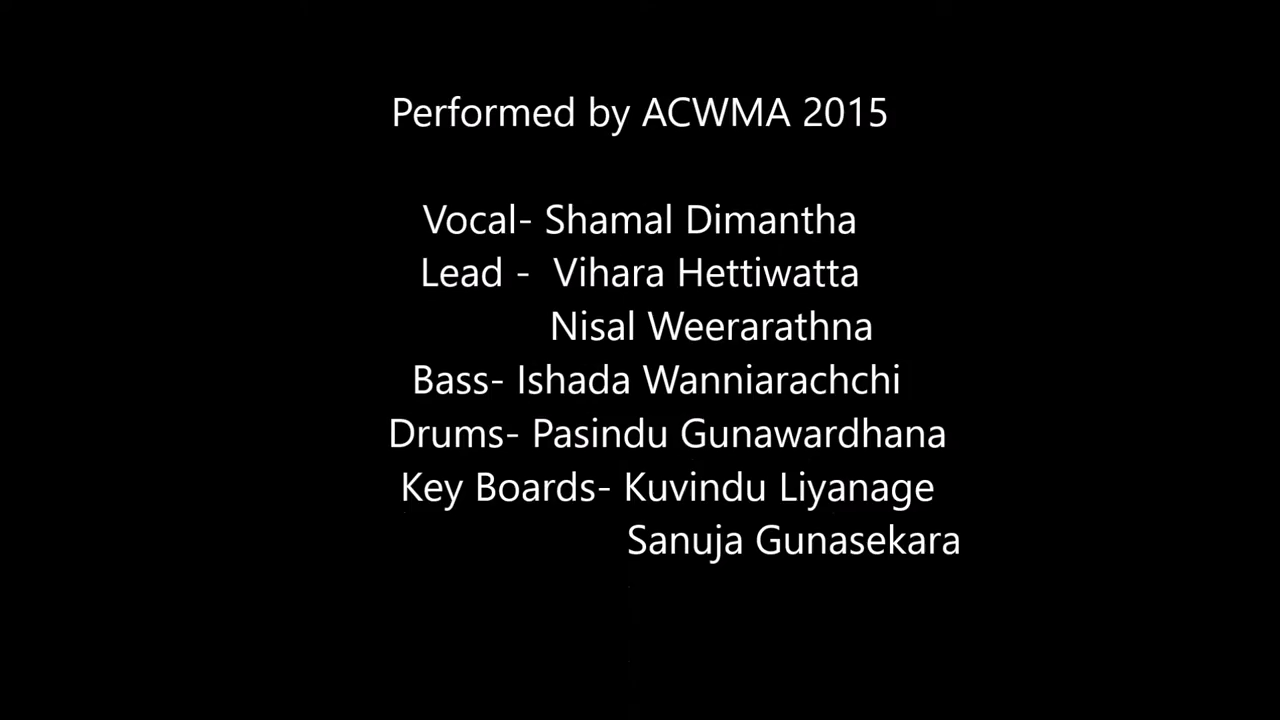 Performed by ACWMA 2015
Vocal- Shamal Dimantha
Lead - Vihara Hettiwatta
Nisal Weerarathna
Bass- Ishada Wanniarachchi
Drums- Pasindu Gunawardhana
Key Boards- Kuvindu Liyanage
Sanuja Gunasekara